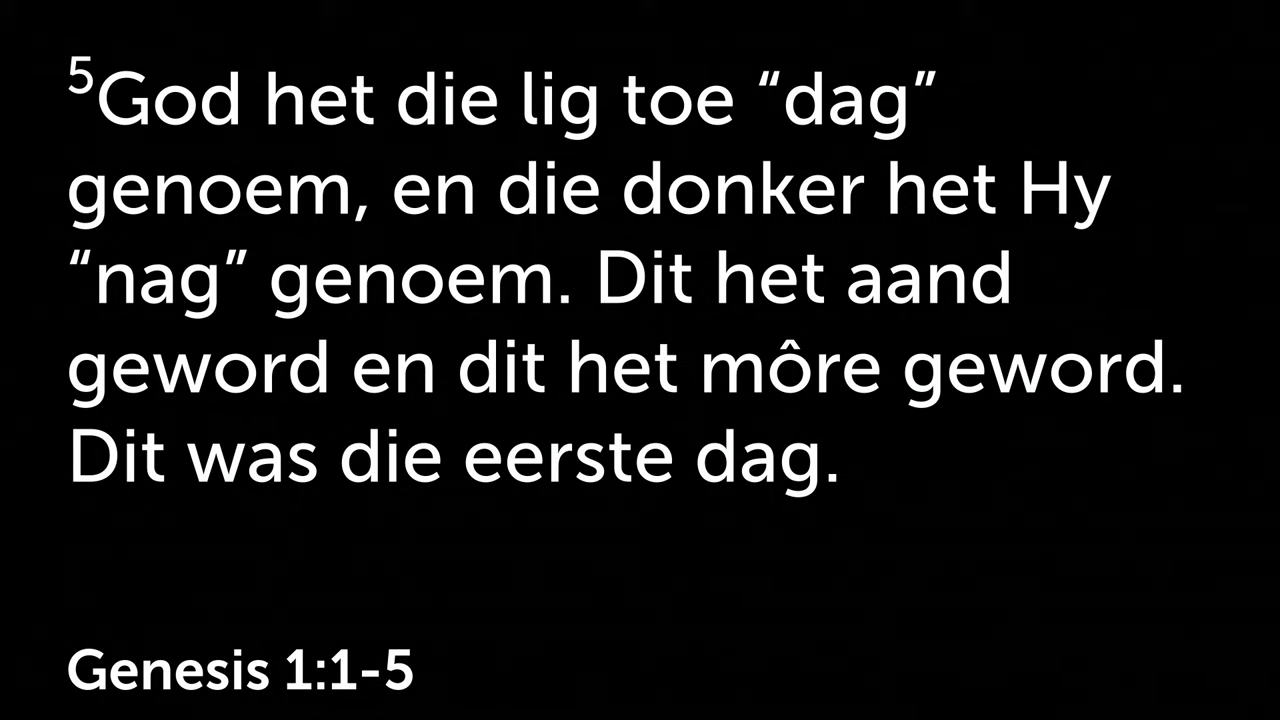 ⁵God het die lig toe “dag”
genoem, en die donker het Hy
“nag” genoem. Dit het aand
geword en dit het môre geword.
Dit was die eerste dag.
Genesis 1:1-5